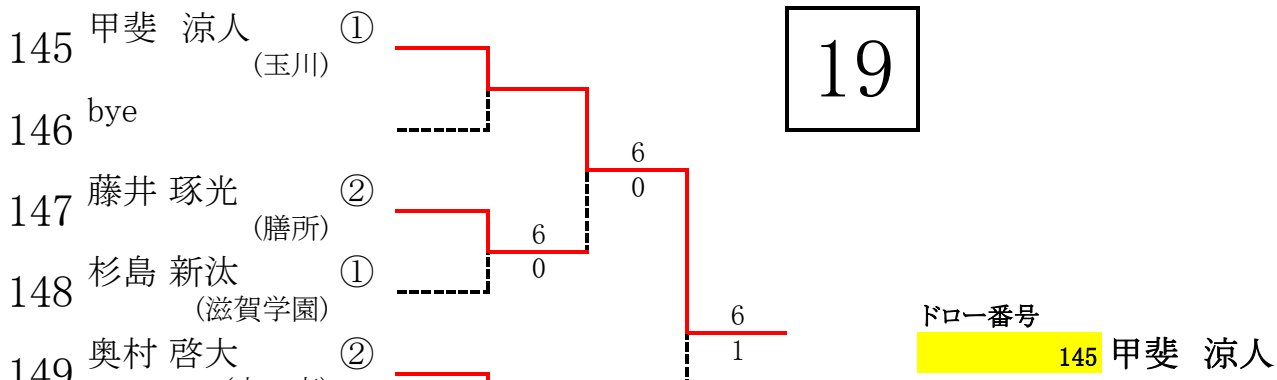 145 甲斐 涼人 ①
(玉川)
19
146 bye
6
0
147 藤井 琢光 ②
(膳所)
6
0
148 杉島 新汰 ①
(滋賀学園)
6
1
ドロー番号
145 甲斐 涼人
149 奥村 啓大 ②